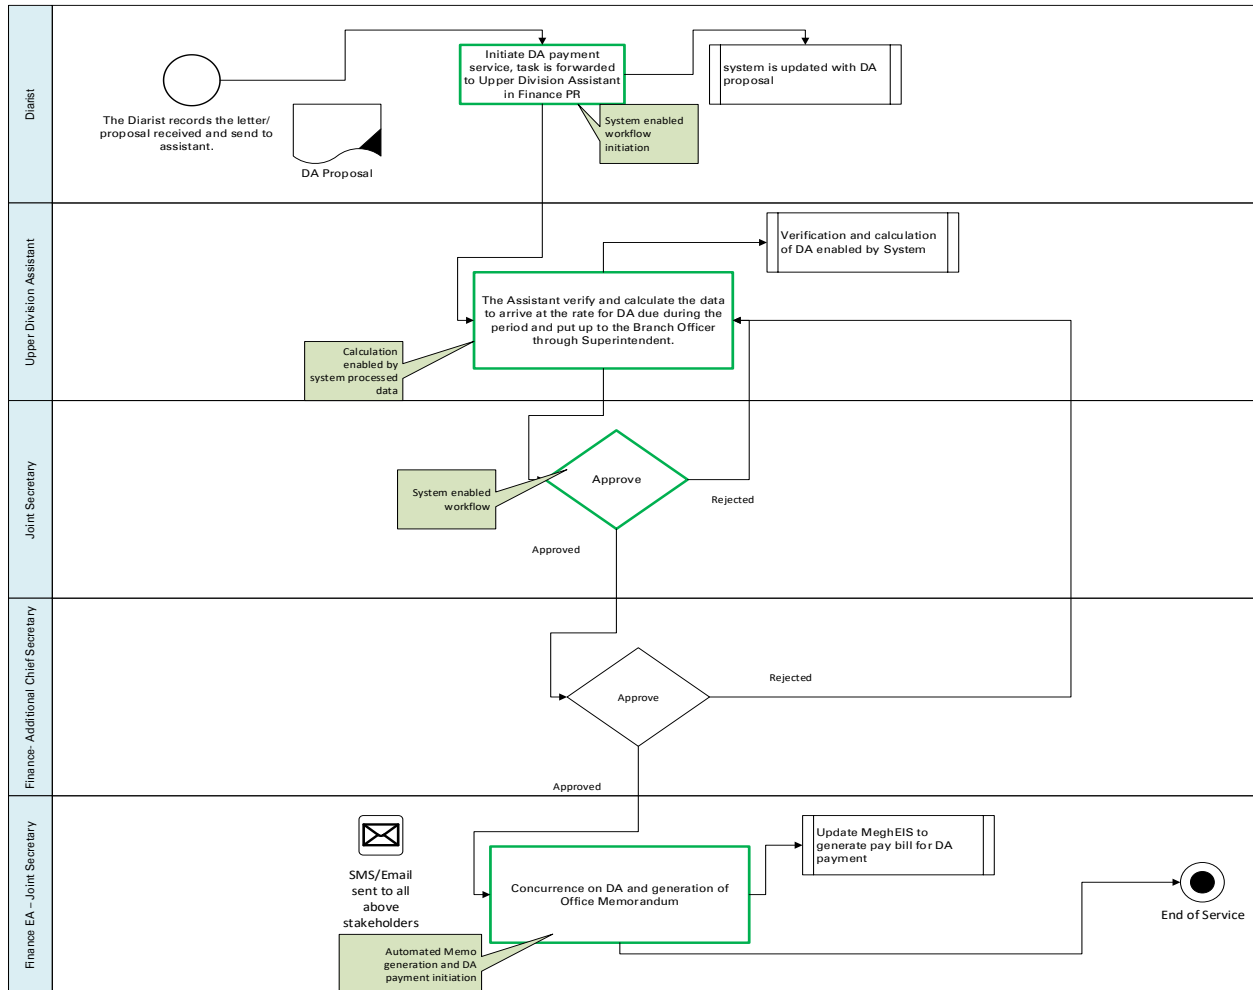 Diarist
Initiate DA payment
service, task is forwarded
to Upper Division Assistant
in Finance PR
system is updated with DA
proposal
The Diarist records the letter/
proposal received and send to
assistant.
DA Proposal
System enabled
workflow
initiation
Upper Division Assistant
Verification and calculation
of DA enabled by System
The Assistant verify and calculate the data
to arrive at the rate for DA due during the
period and put up to the Branch Officer
through Superintendent.
Calculation
enabled by
system processed
data
Joint Secretary
Approve
System enabled
workflow
Rejected
Approved
Finance- Additional Chief Secretary
Approve
Rejected
Approved
Finance EA – Joint Secretary
SMS/Email
sent to all
above
stakeholders
Update MeghEIS to
generate pay bill for DA
payment
Concurrence on DA and generation of
Office Memorandum
End of Service
Automated Memo
generation and DA
payment initiation